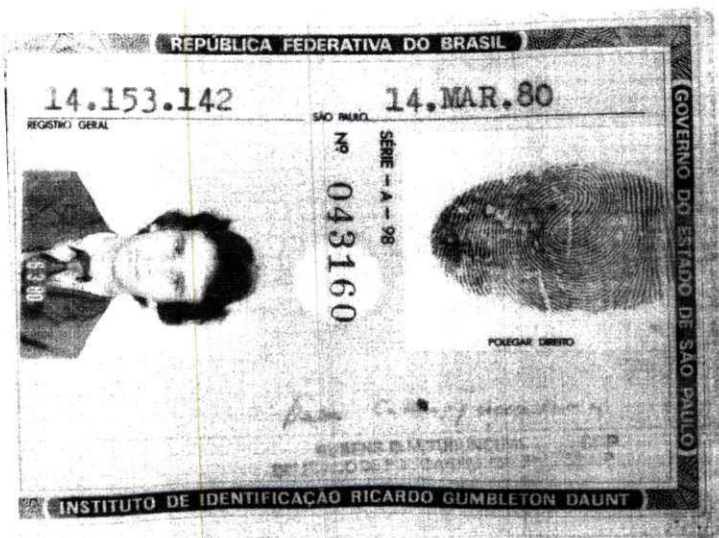 REPÚBLICA FEDERATIVA DO BRASIL
14.153.142
14.MAR.80
REGISTRO GERAL
SÃO PAULO
SÉRIE - A - 98
Nº 043160
POLEGAR DIREITO
GOVERNO DO ESTADO DE SÃO PAULO
INSTITUTO DE IDENTIFICAÇÃO RICARDO GUMBLETON DAUNT